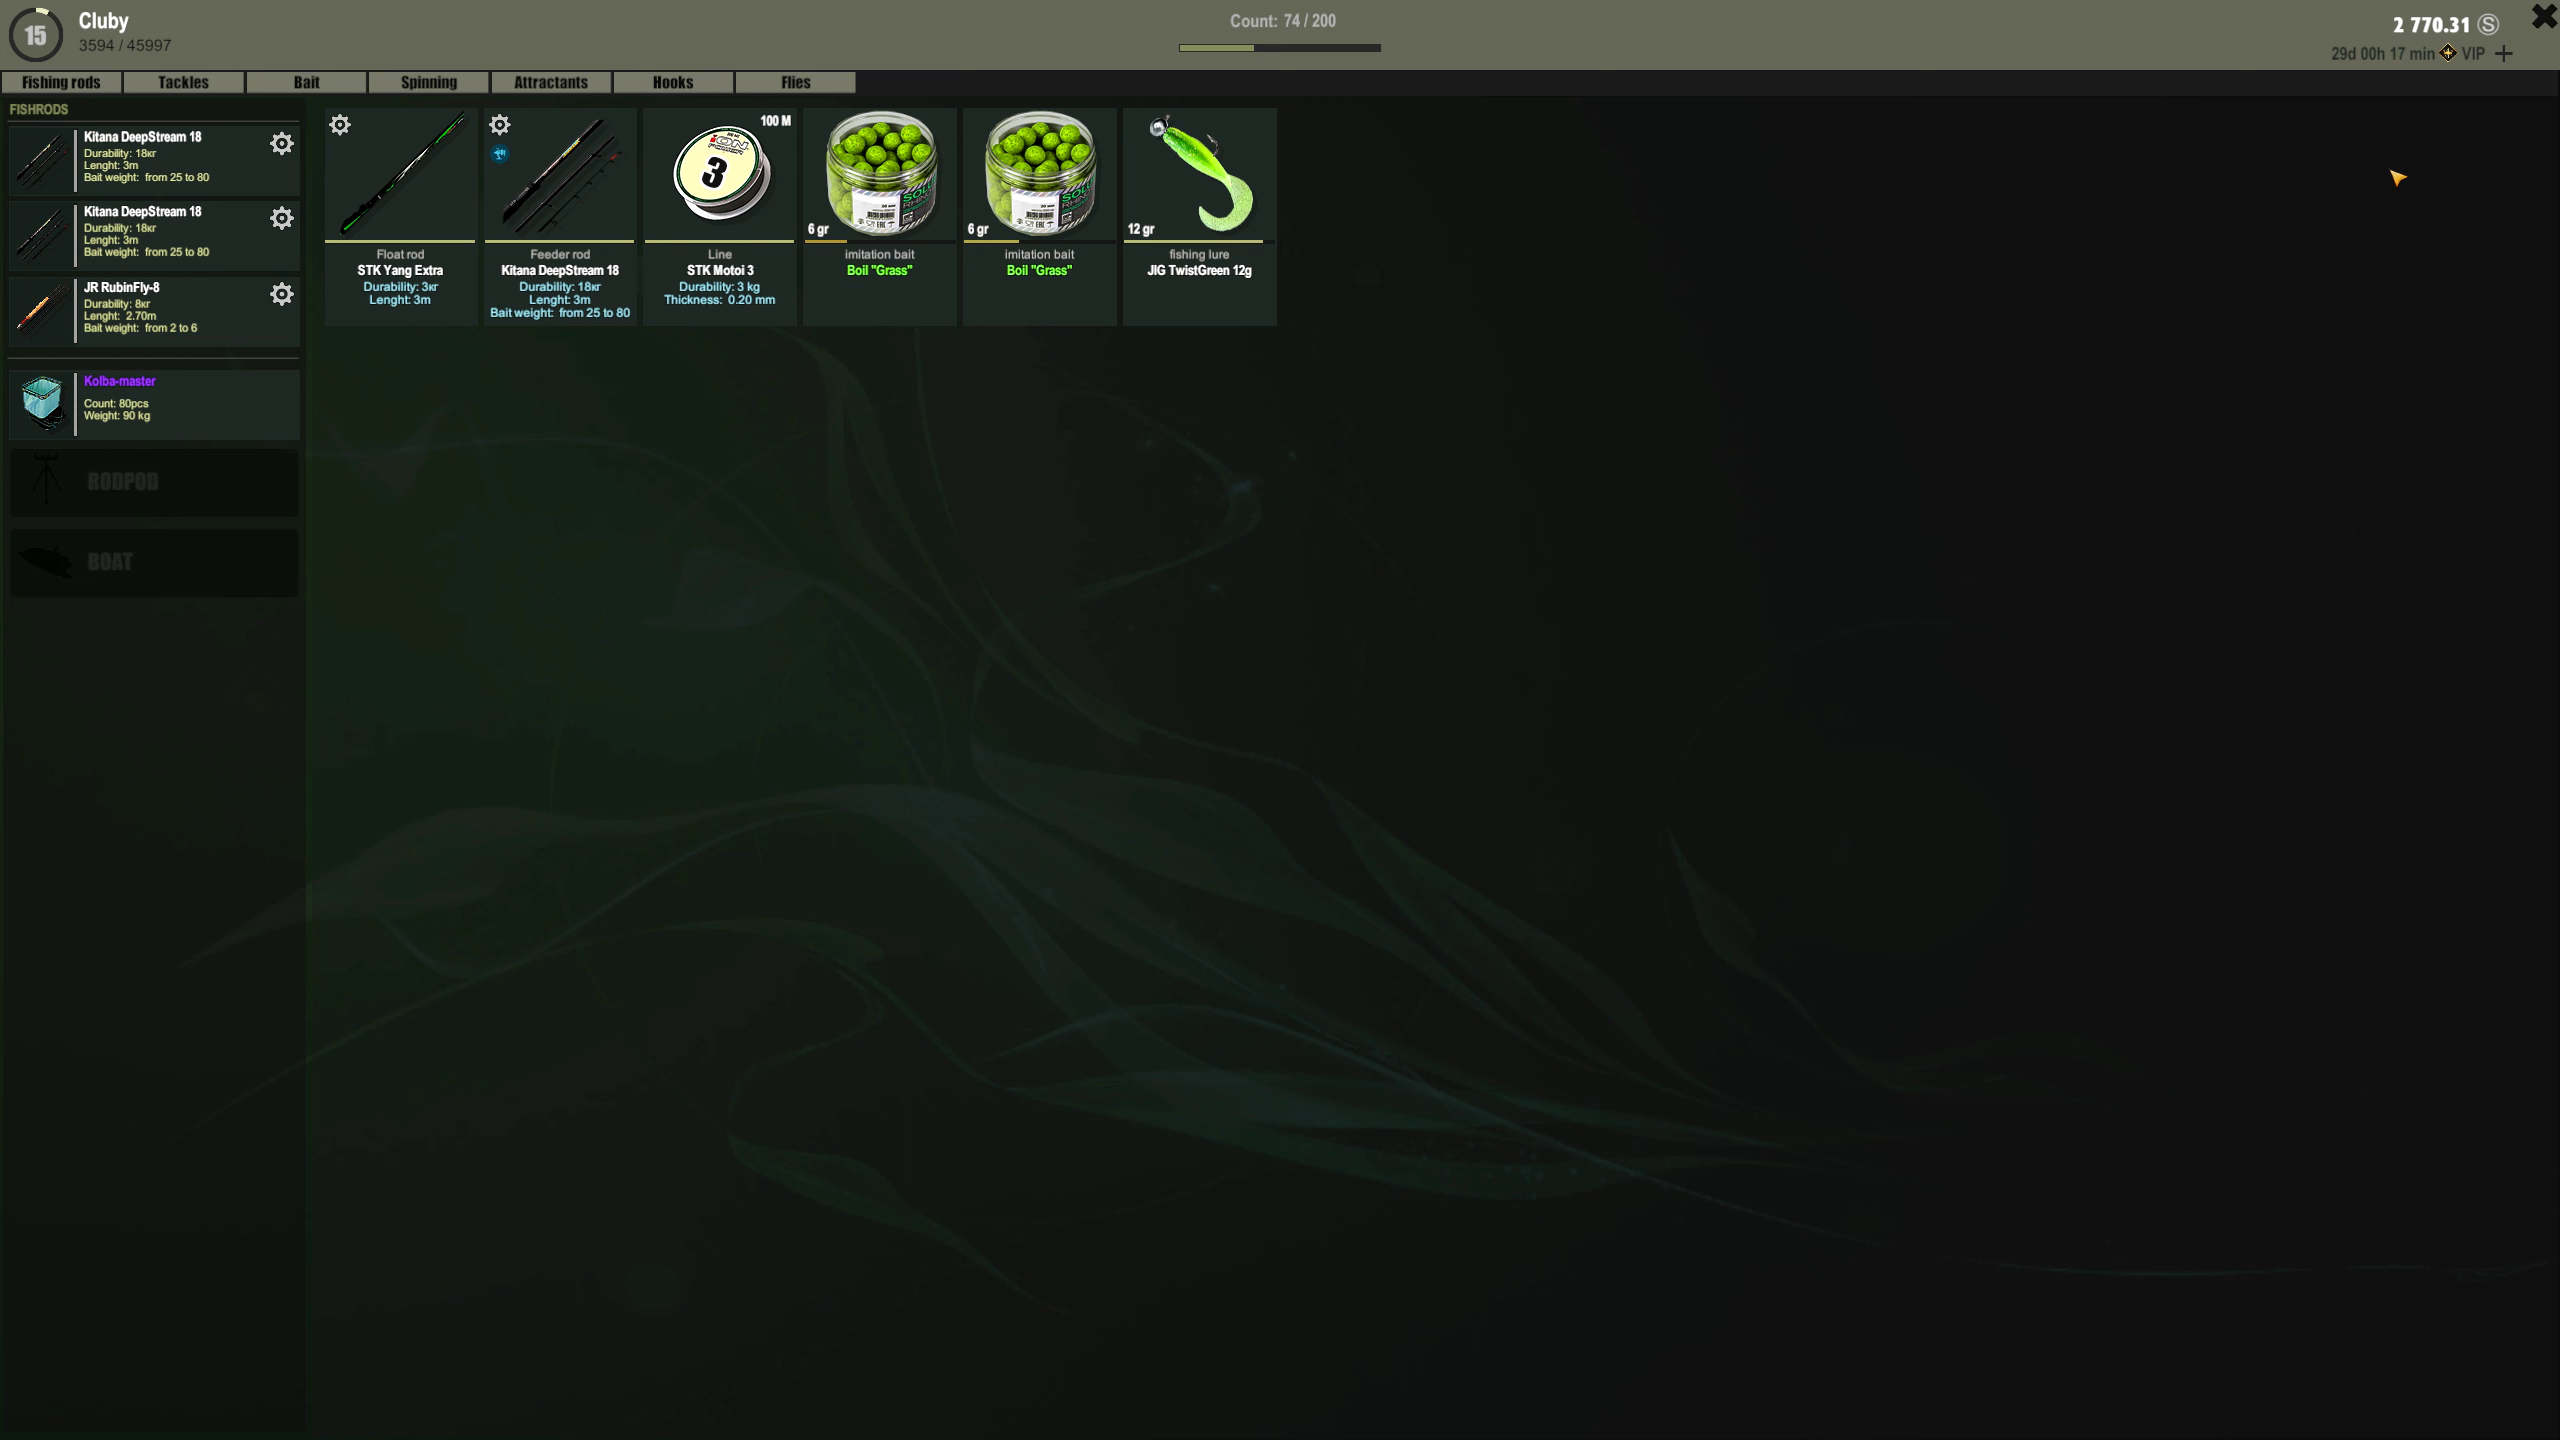 15
Cluby
3594 / 45997
Count: 74 / 200
2 770.31 S
29d 00h 17 min VIP
Fishing rods
Tackles
Bait
Spinning
Attractants
Hooks
Flies
FISHRODS
Kitana DeepStream 18
Durability: 18кг
Lenght: 3m
Bait weight: from 25 to 80
Kitana DeepStream 18
Durability: 18кг
Lenght: 3m
Bait weight: from 25 to 80
JR RubinFly-8
Durability: 8кг
Lenght: 2.70m
Bait weight: from 2 to 6
Kolba-master
Count: 80pcs
Weight: 90 kg
RODPOD
BOAT
Float rod
STK Yang Extra
Durability: 3кг
Lenght: 3m
Feeder rod
Kitana DeepStream 18
Durability: 18кг
Lenght: 3m
Bait weight: from 25 to 80
100 M
3
Line
STK Motoi 3
Durability: 3 kg
Thickness: 0.20 mm
6 gr
imitation bait
Boil "Grass"
6 gr
imitation bait
Boil "Grass"
12 gr
fishing lure
JIG TwistGreen 12g